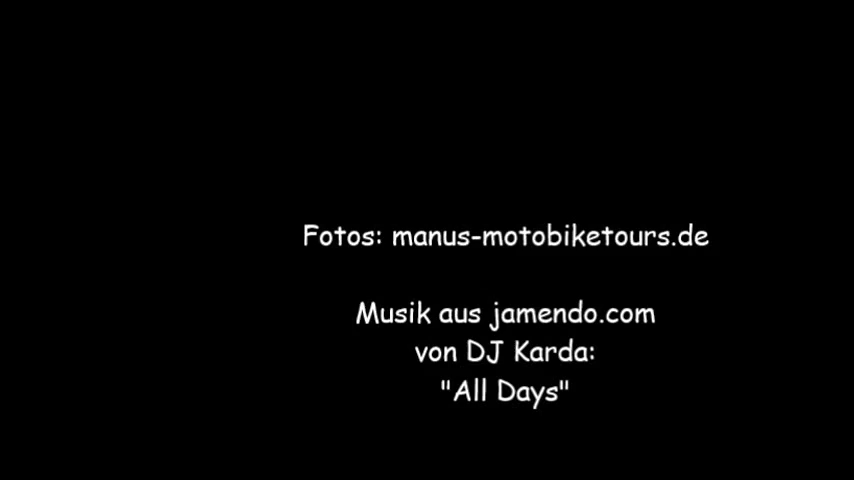 Fotos: manus-motobiketours.de
Musik aus jamendo.com
von DJ Karda:
"All Days"